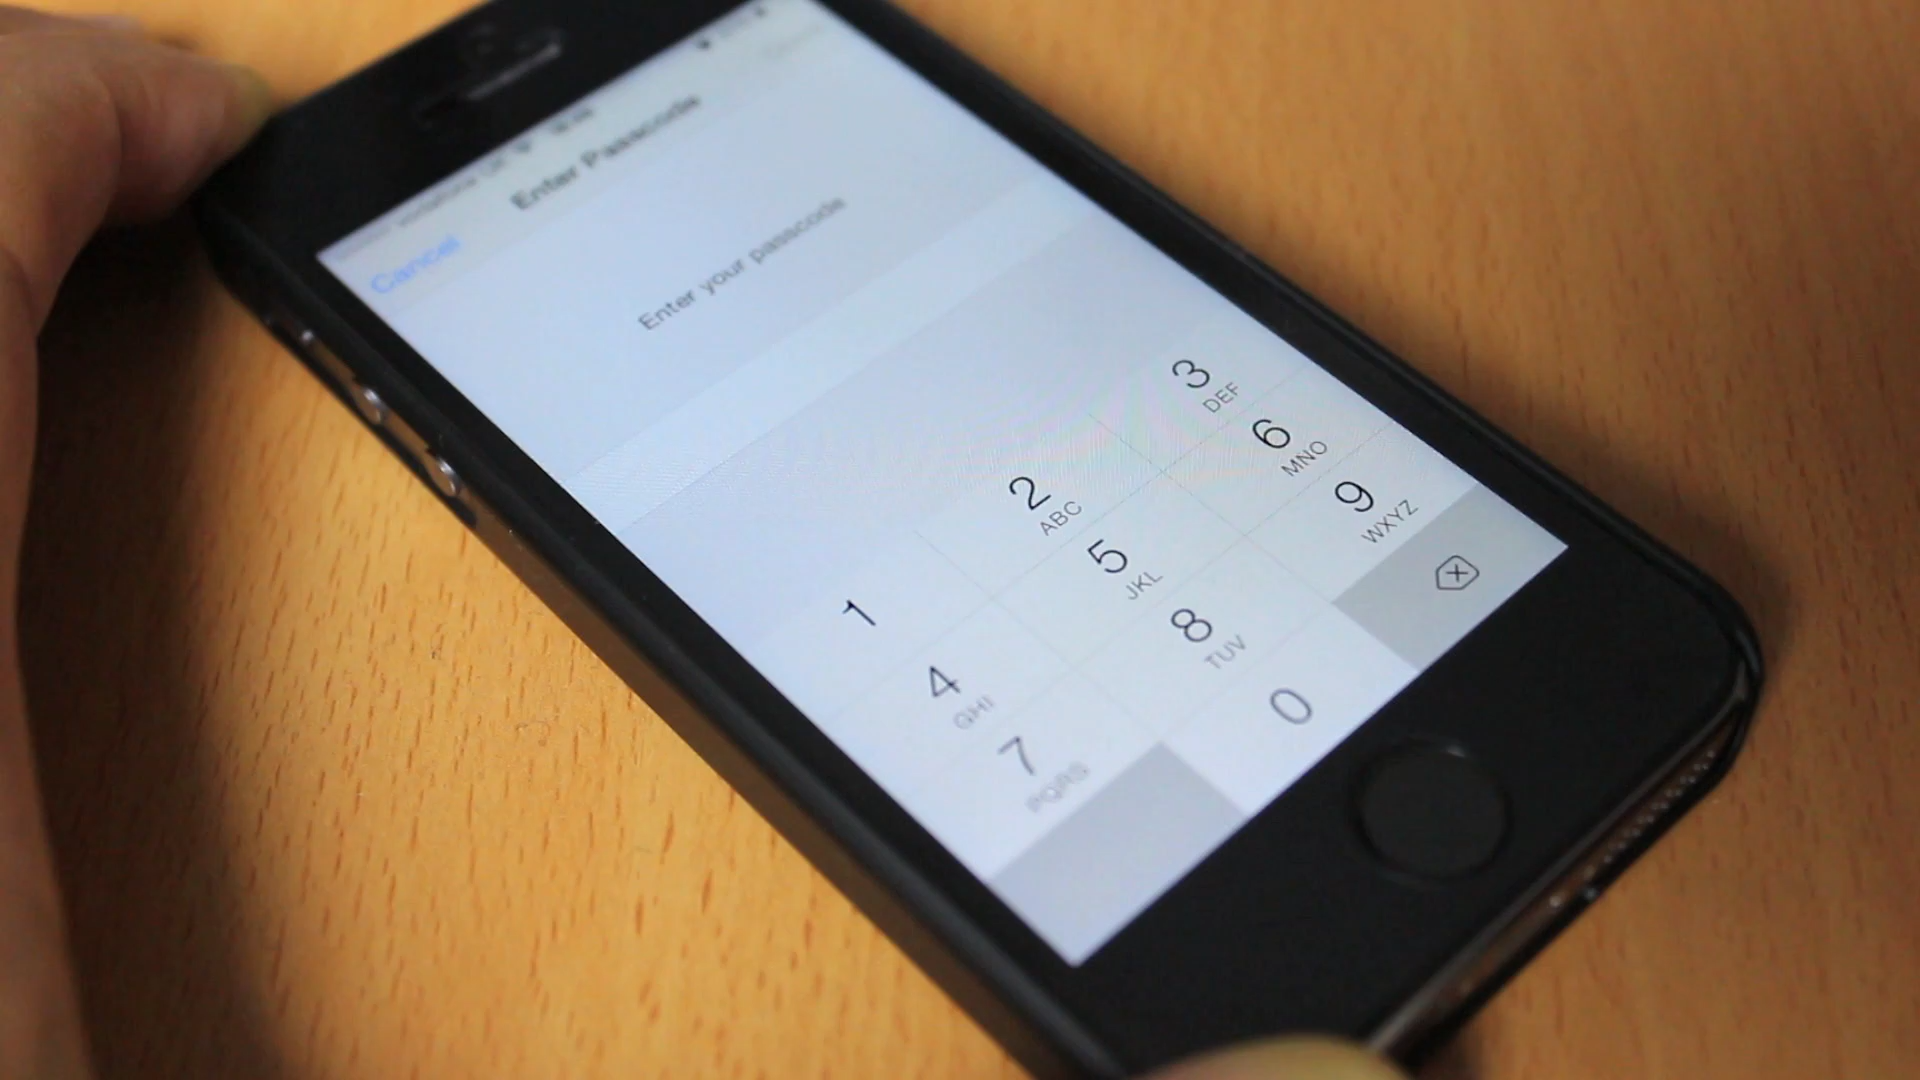 Enter Passcode
Cancel
Enter your passcode
1
2
ABC
3
DEF
4
GHI
5
JKL
6
MNO
7
PQRS
8
TUV
9
WXYZ
0